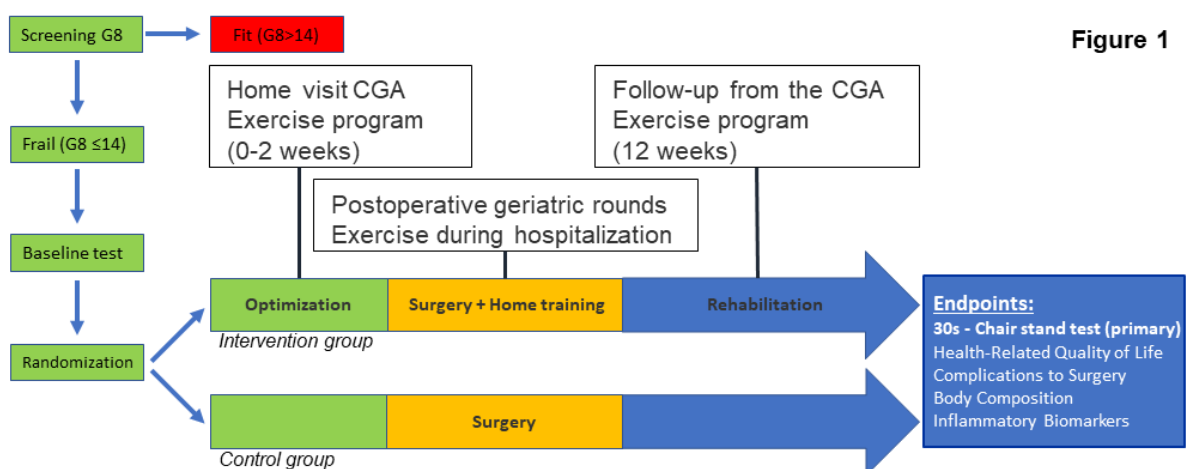 Screening G8
Fit (G8>14)
Figure 1
Home visit CGA
Exercise program
(0-2 weeks)
Follow-up from the CGA
Exercise program
(12 weeks)
Frail (G8 ≤14)
Postoperative geriatric rounds
Exercise during hospitalization
Baseline test
Optimization
Surgery + Home training
Rehabilitation
Intervention group
Randomization
Surgery
Control group
Endpoints:
30s - Chair stand test (primary)
Health-Related Quality of Life
Complications to Surgery
Body Composition
Inflammatory Biomarkers